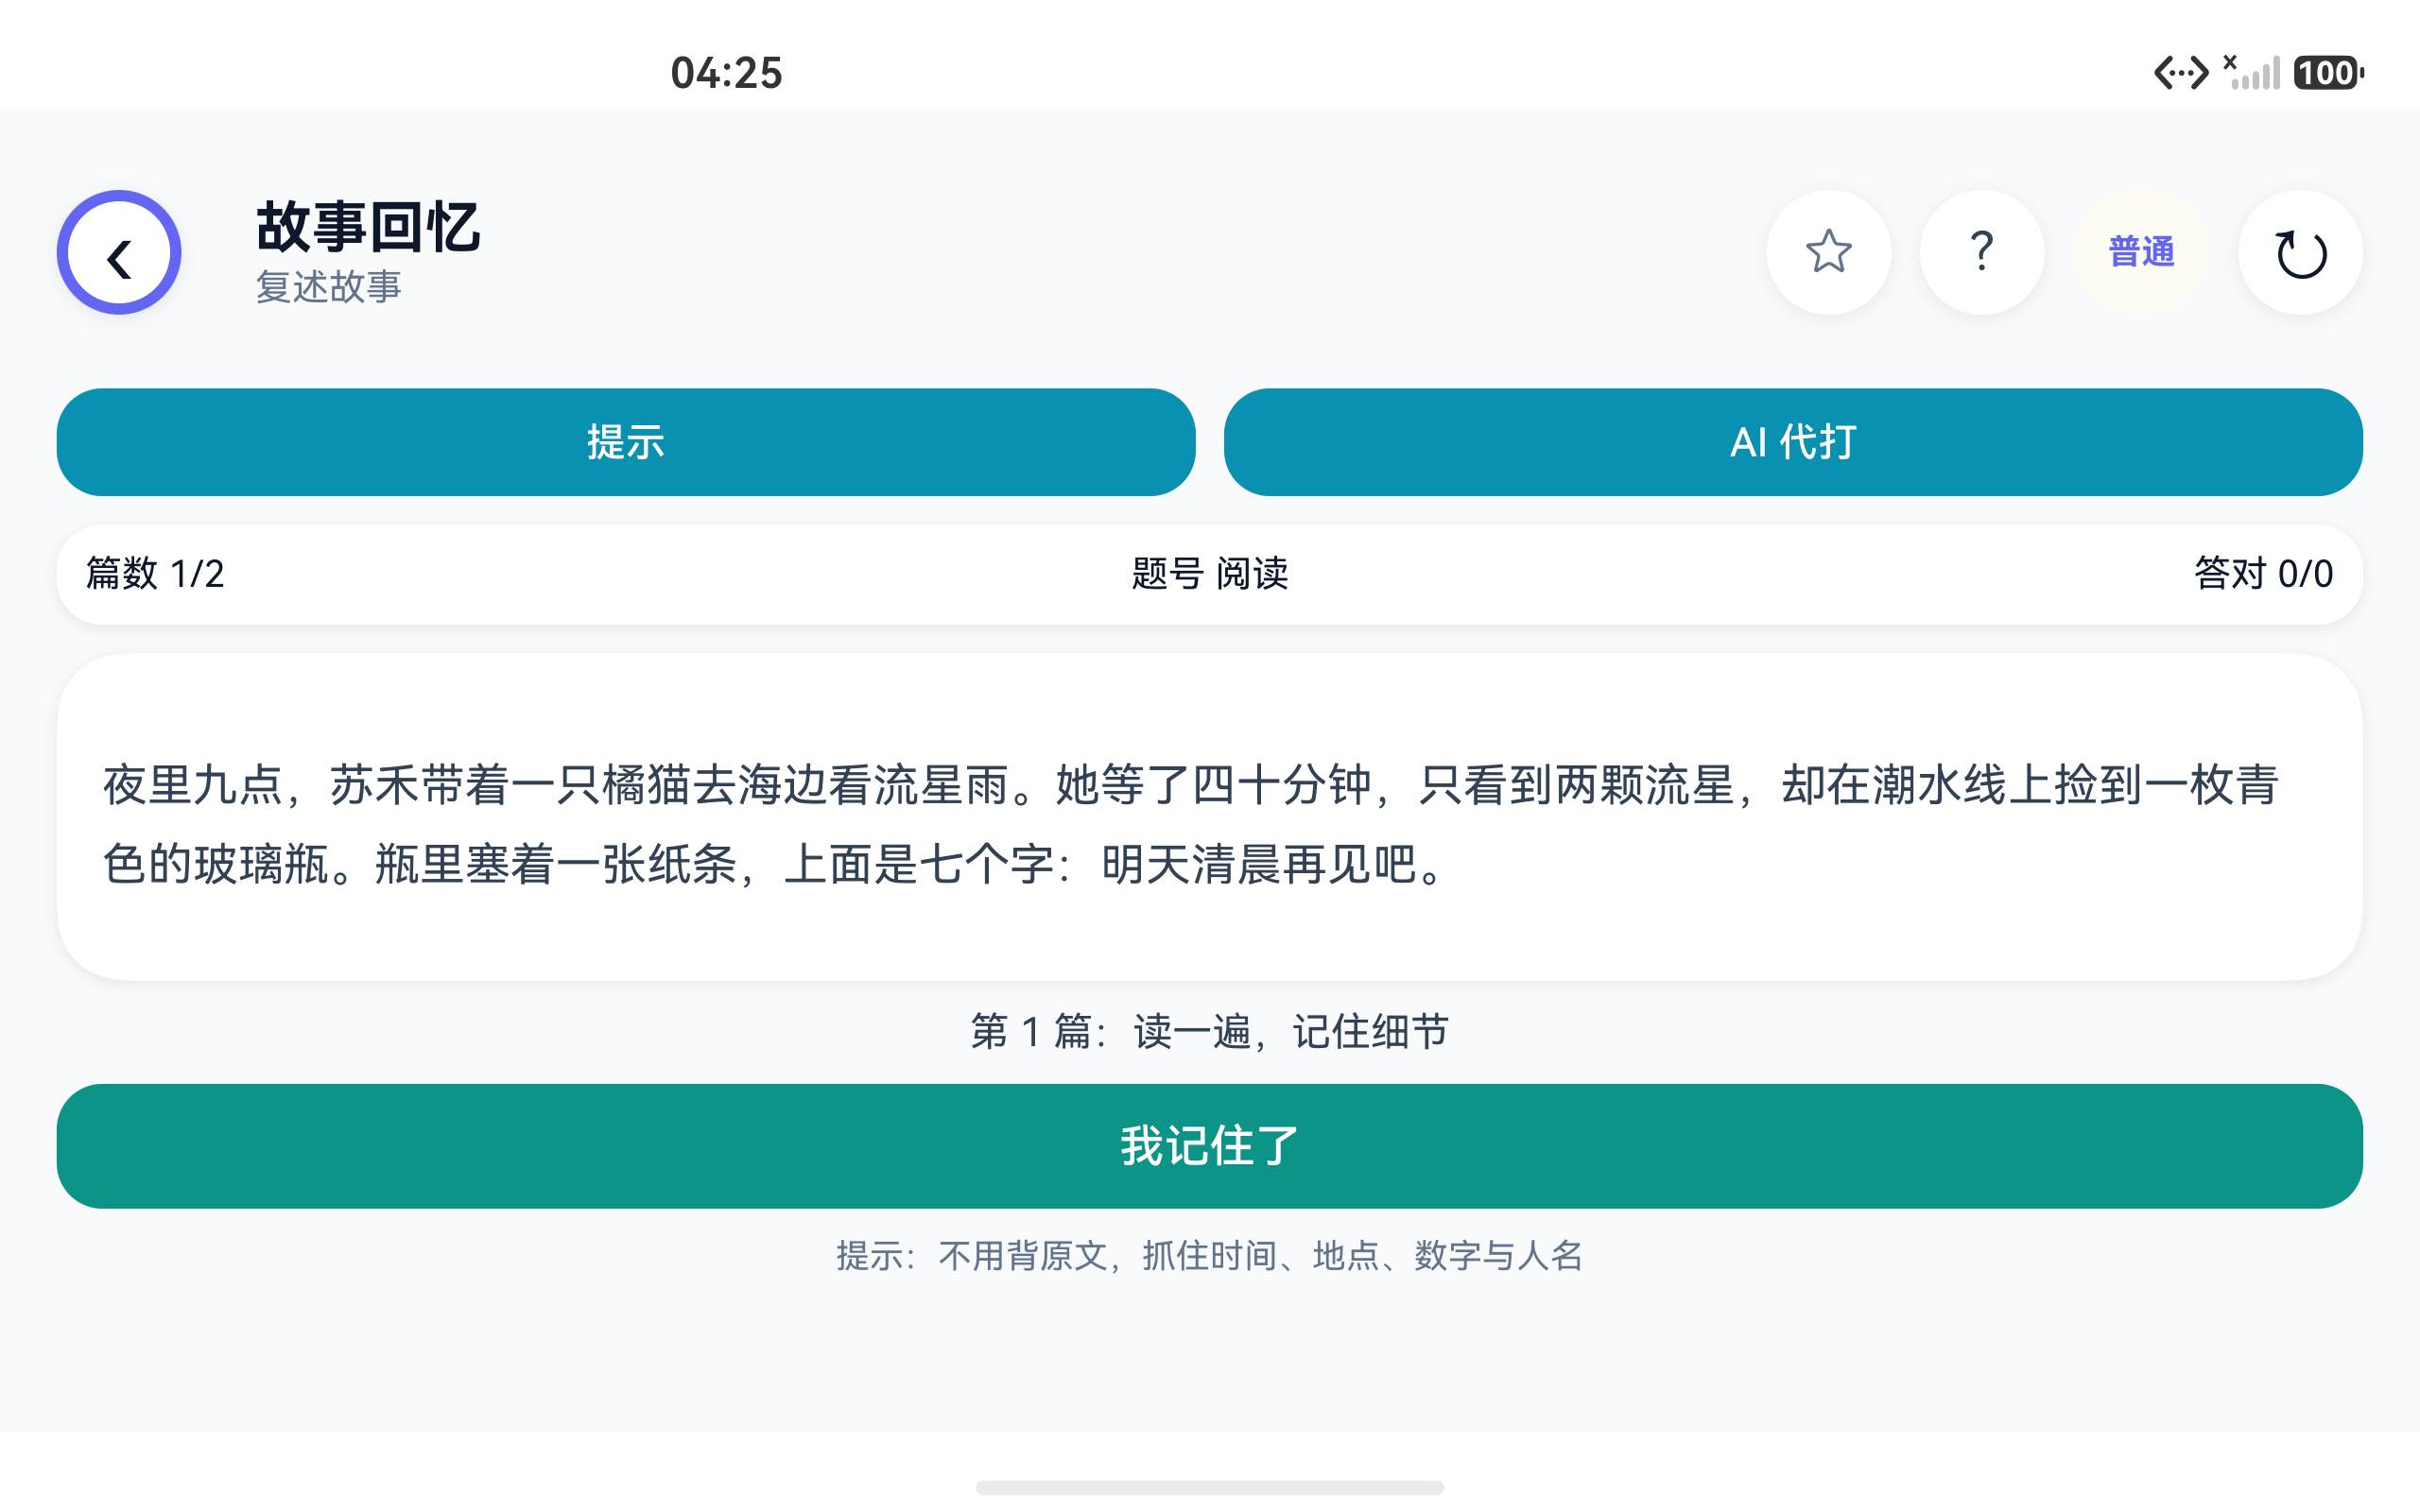 04:25
100
故事回忆
复述故事
?
普通
提示
AI 代打
篇数 1/2
题号 阅读
答对 0/0
夜里九点，苏禾带着一只橘猫去海边看流星雨。她等了四十分钟，只看到两颗流星，却在潮水线上捡到一枚青
色的玻璃瓶。瓶里塞着一张纸条，上面是七个字：明天清晨再见吧。
第 1 篇：读一遍，记住细节
我记住了
提示：不用背原文，抓住时间、地点、数字与人名